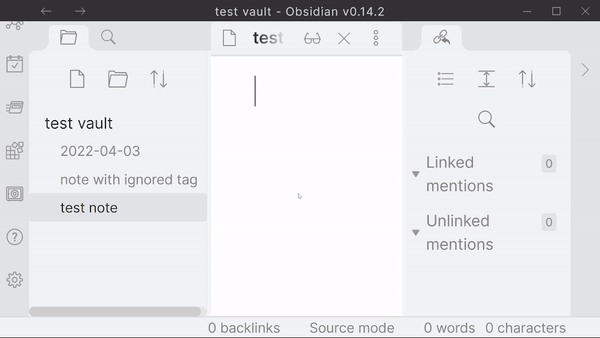 test vault - Obsidian v0.14.2
test
test vault
2022-04-03
note with ignored tag
test note
Linked
mentions
0
Unlinked
mentions
0
0 backlinks
Source mode
0 words
0 characters